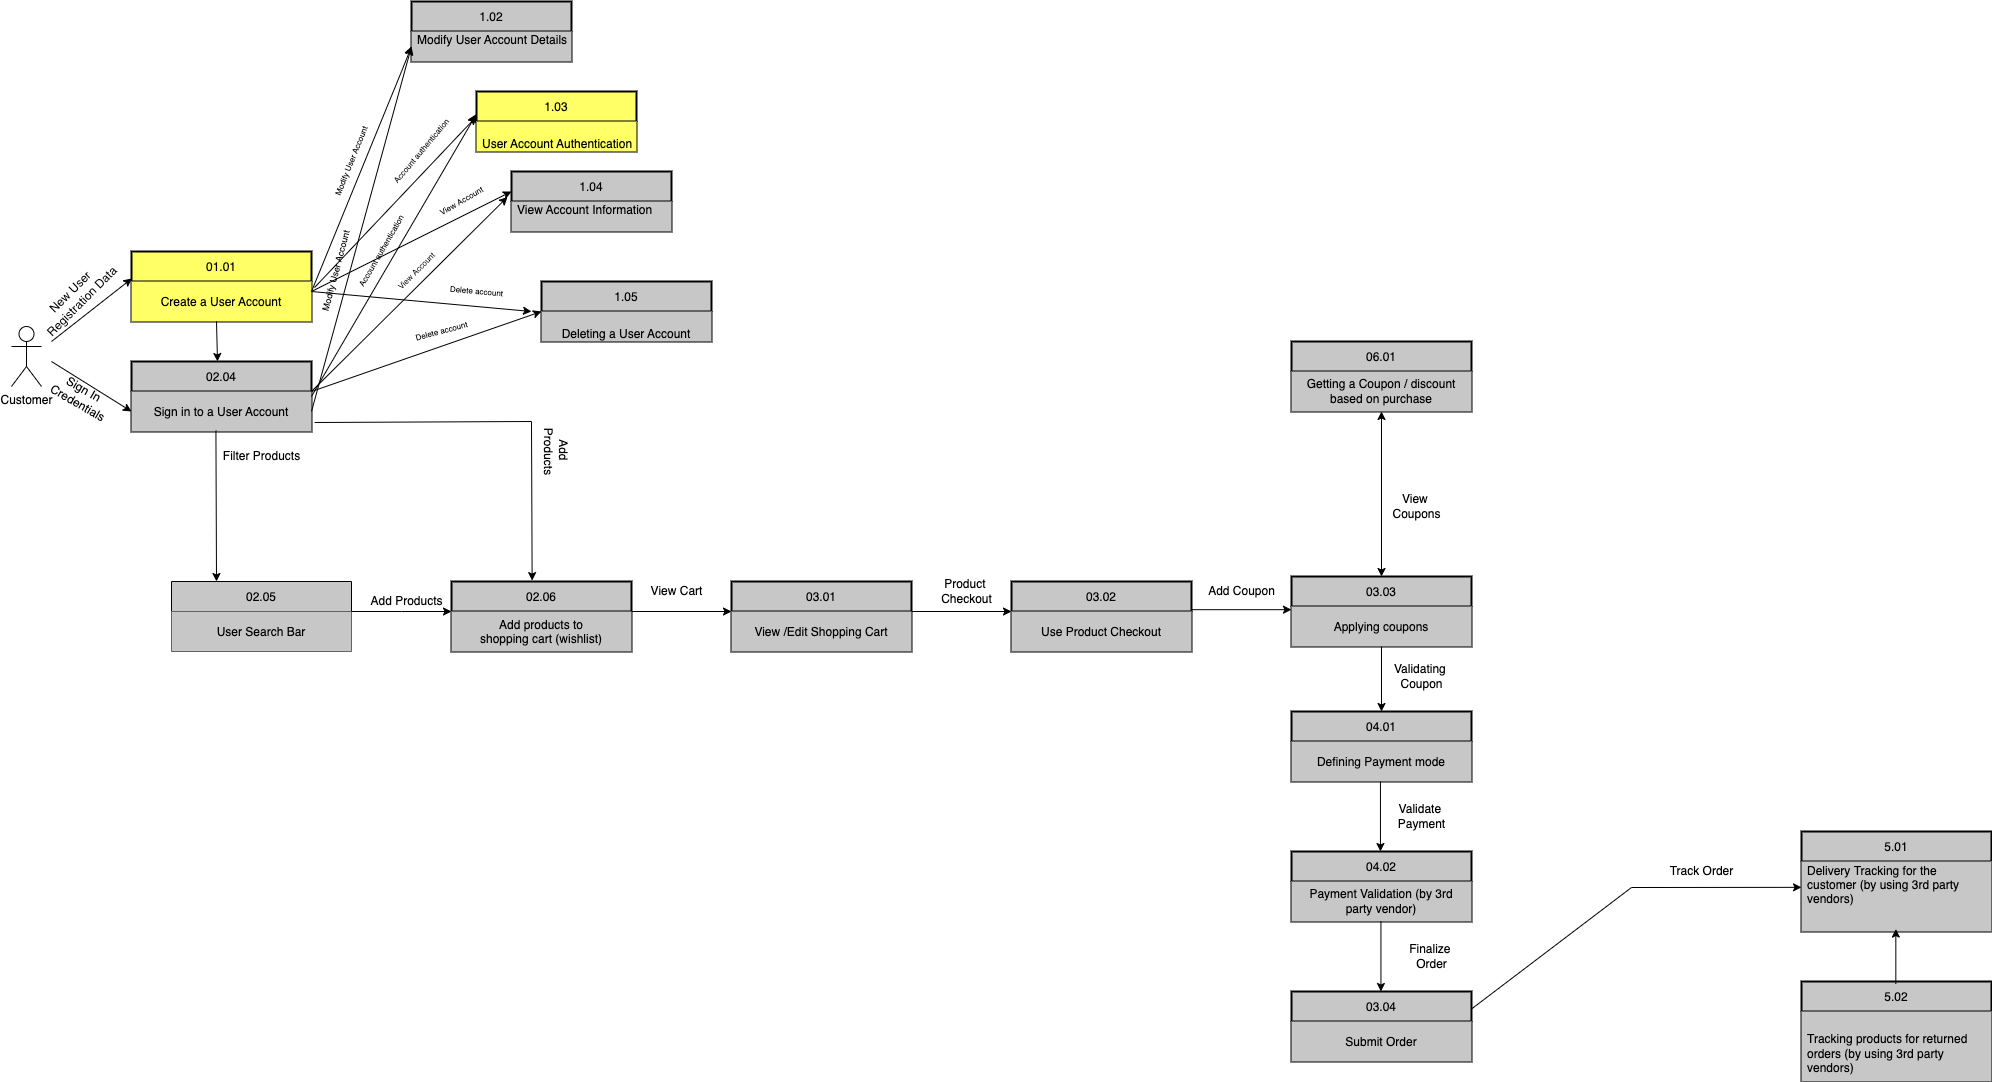 1.02
Modify User Account Details
1.03
User Account Authentication
1.04
View Account Information
1.05
Deleting a User Account
Modify User Account
Account authentication
View Account
Delete account
Modify User Account
Account authentication
View Account
Delete account
01.01
Create a User Account
New User
Registration Data
Customer
Sign In
Credentials
02.04
Sign in to a User Account
Filter Products
Add
Products
02.05
User Search Bar
Add Products
02.06
Add products to
shopping cart (wishlist)
View Cart
03.01
View /Edit Shopping Cart
Product
Checkout
03.02
Use Product Checkout
Add Coupon
06.01
Getting a Coupon / discount
based on purchase
View
Coupons
03.03
Applying coupons
Validating
Coupon
04.01
Defining Payment mode
Validate
Payment
04.02
Payment Validation (by 3rd
party vendor)
Finalize
Order
03.04
Submit Order
Track Order
5.01
Delivery Tracking for the
customer (by using 3rd party
vendors)
5.02
Tracking products for returned
orders (by using 3rd party
vendors)